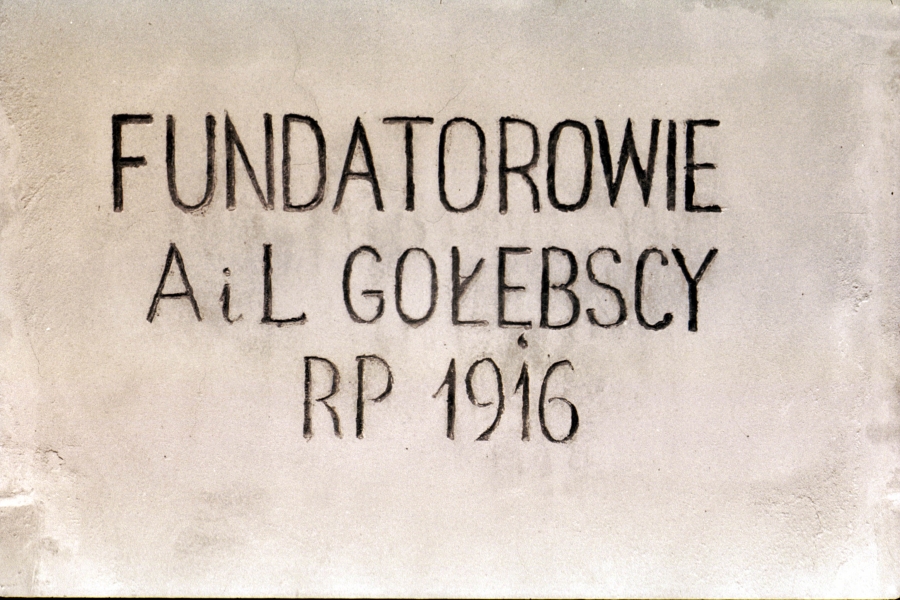 FUNDATOROWIE
A i L GOŁĘBSCY
RP 1916